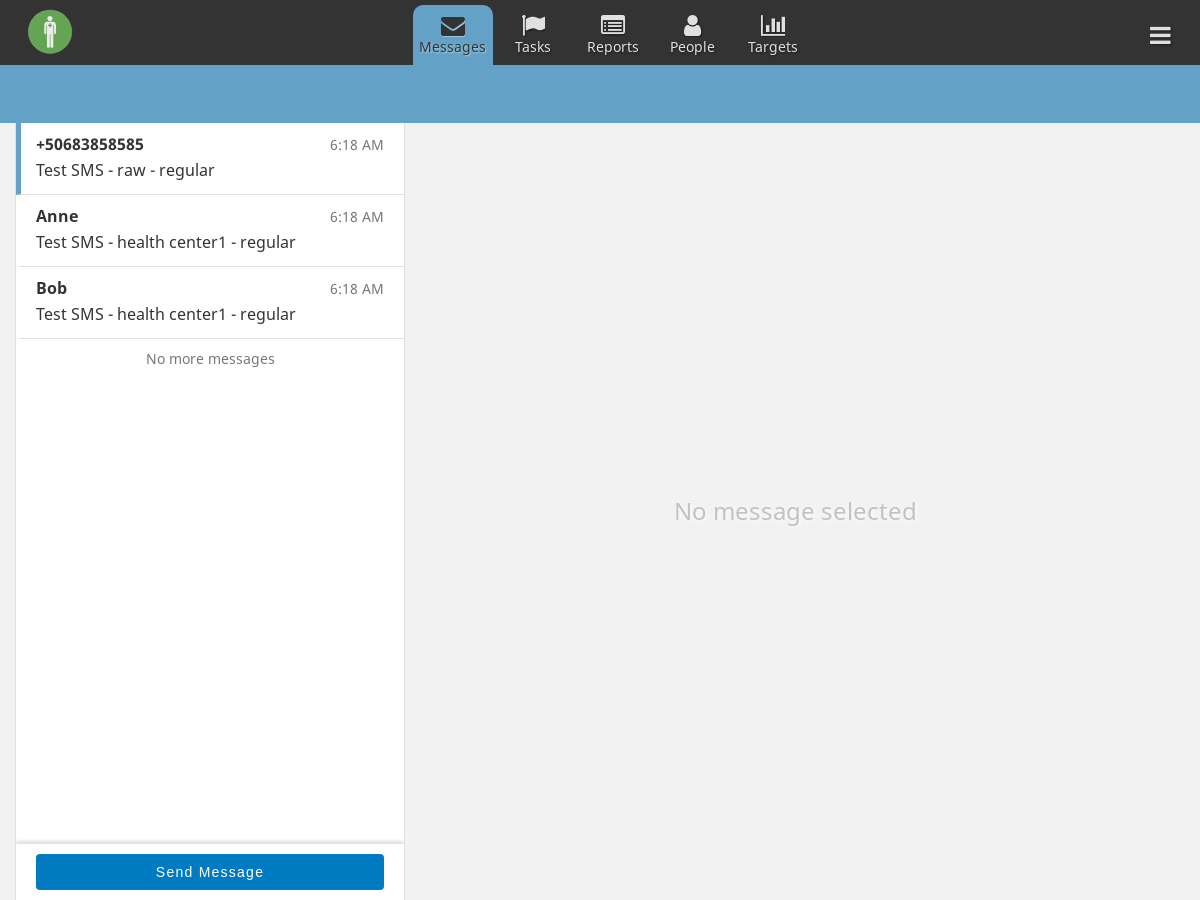 Messages
Tasks
Reports
People
Targets
+50683858585
6:18 AM
Test SMS - raw - regular
Anne
6:18 AM
Test SMS - health center1 - regular
Bob
6:18 AM
Test SMS - health center1 - regular
No more messages
No message selected
Send Message